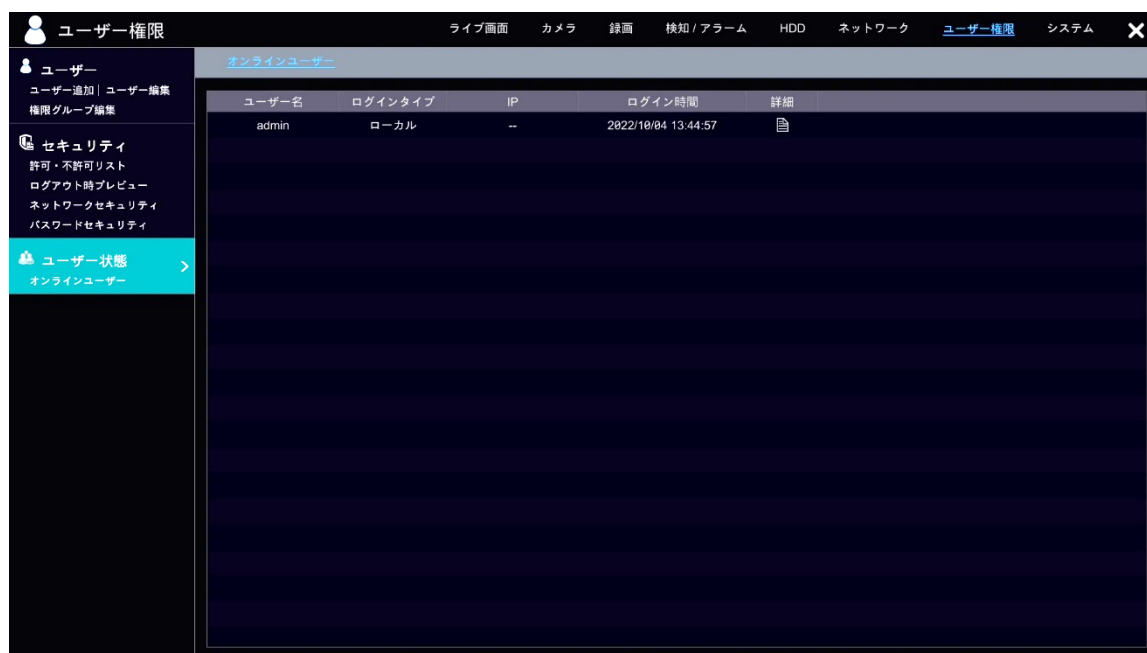 ユーザー権限
ライブ画面 カメラ 録画 検知 / アラーム HDD ネットワーク ユーザー権限 システム
ユーザー
ユーザー追加 | ユーザー編集
権限グループ編集
セキュリティ
許可・不許可リスト
ログアウト時プレビュー
ネットワークセキュリティ
パスワードセキュリティ
ユーザー状態
オンラインユーザー
オンラインユーザー
ユーザー名 ログインタイプ IP ログイン時間 詳細
admin ローカル -- 2022/10/04 13:44:57